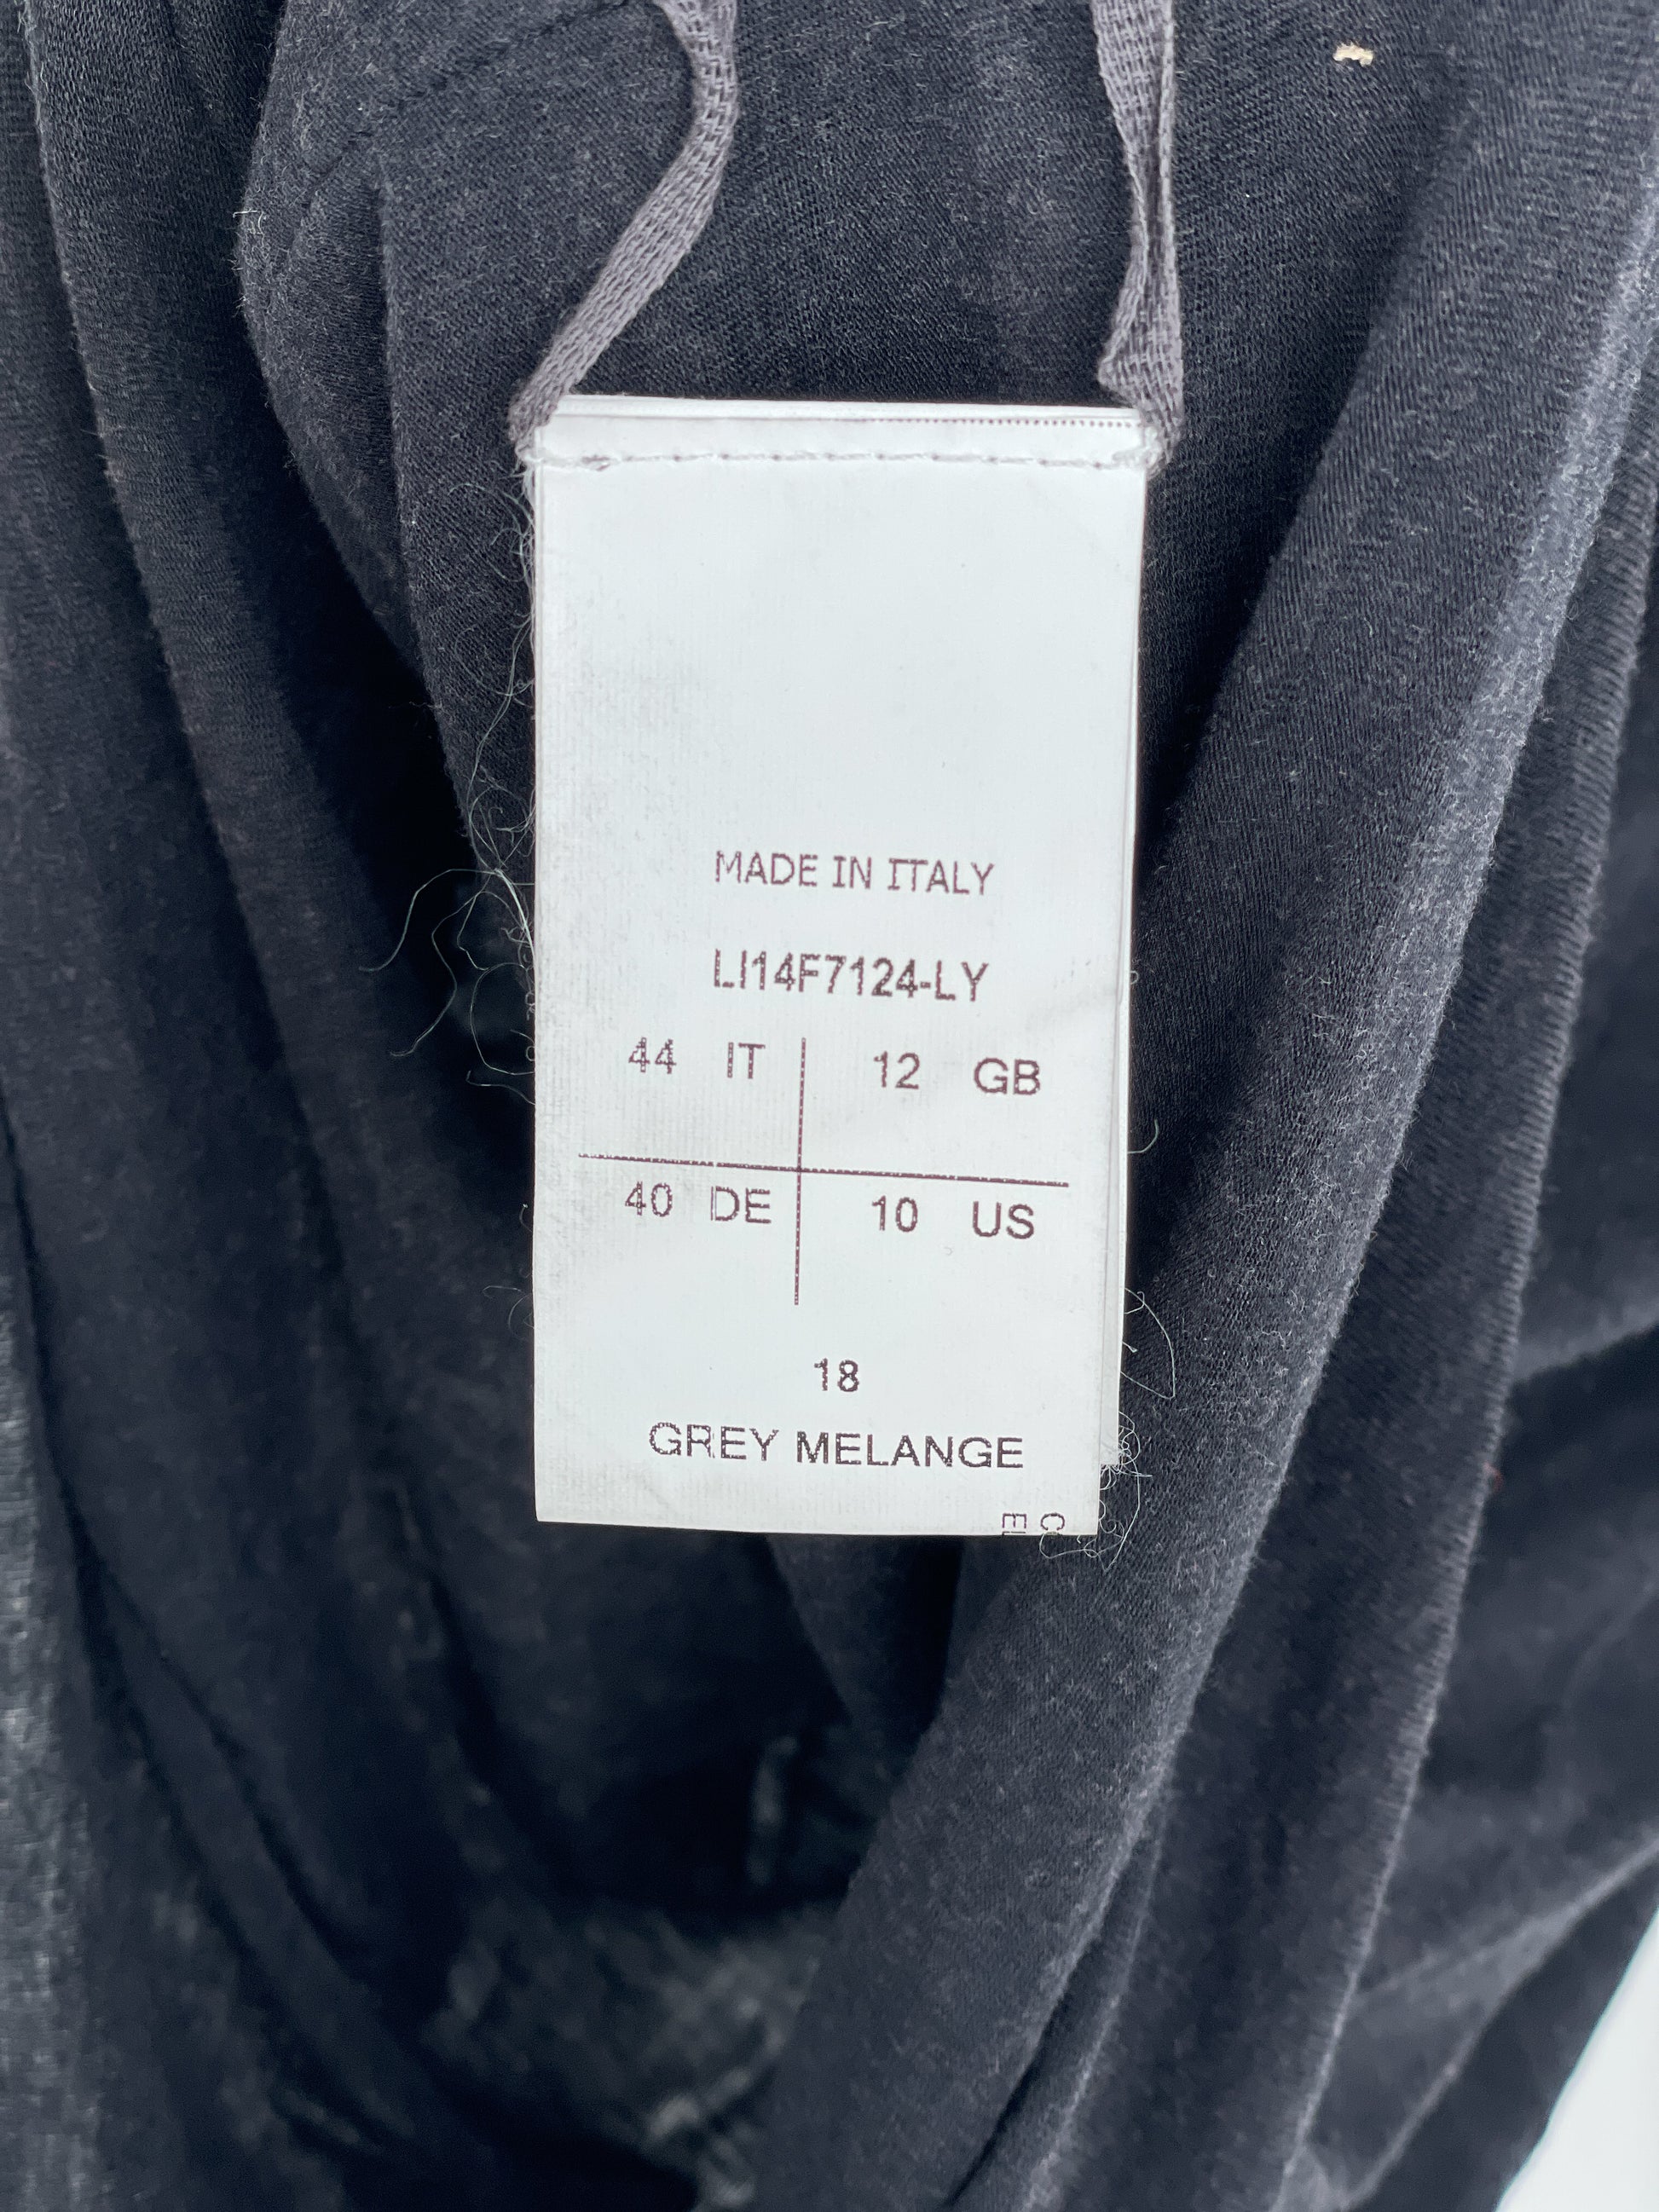 MADE IN ITALY
LI14F7124-LY
44 IT 12 GB
40 DE 10 US
18
GREY MELANGE